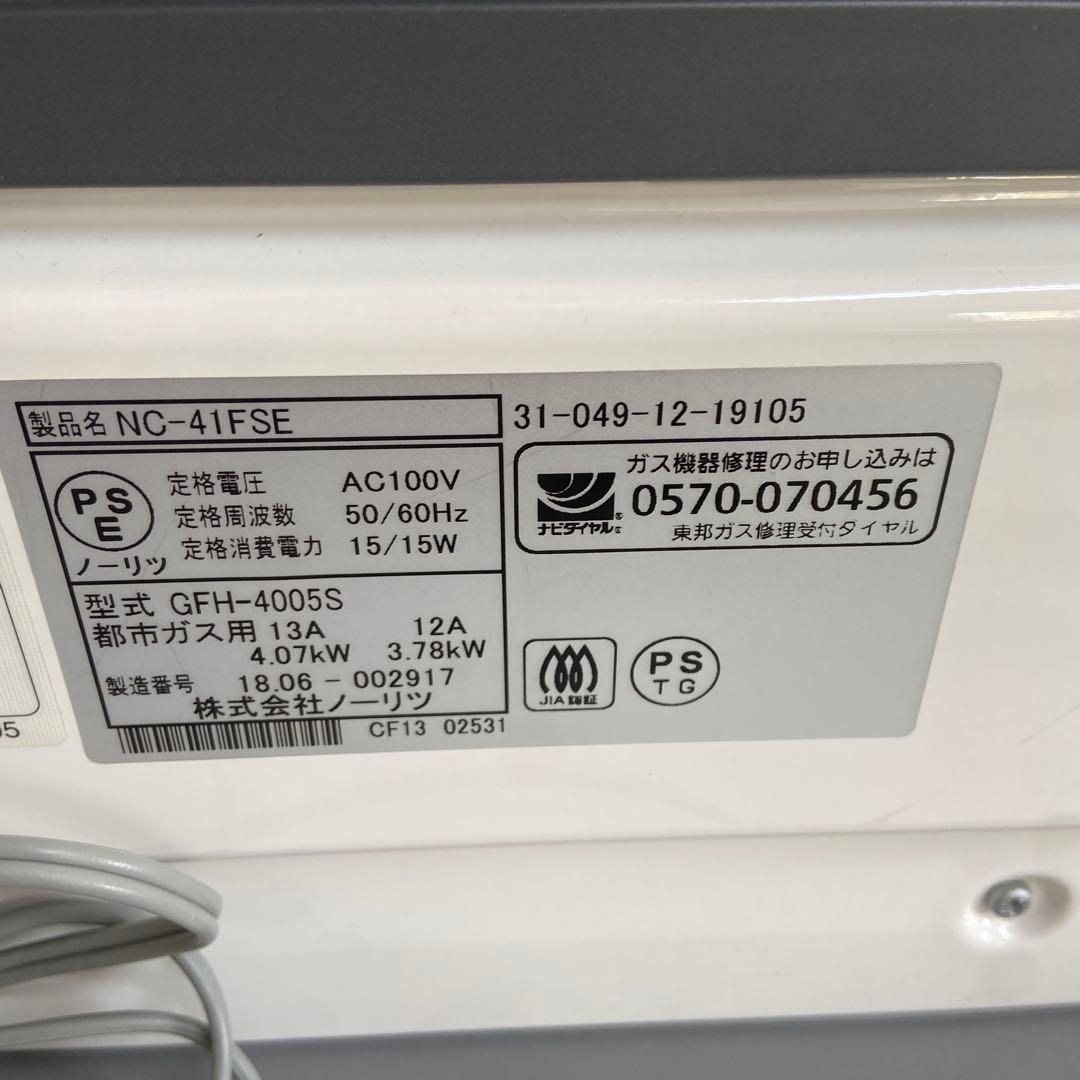 製品名 NC-41FSE
31-049-12-19105
PS
E
ノーリツ
定格電圧 AC100V
定格周波数 50/60Hz
定格消費電力 15/15W
ガス機器修理のお申し込みは
ナビダイヤル
0570-070456
東邦ガス修理受付ダイヤル
型式 GFH-4005S
都市ガス用 13A 12A
4.07kW 3.78kW
製造番号 18.06-002917
株式会社ノーリツ
CF13 02531
JIA 認証
PS
TG